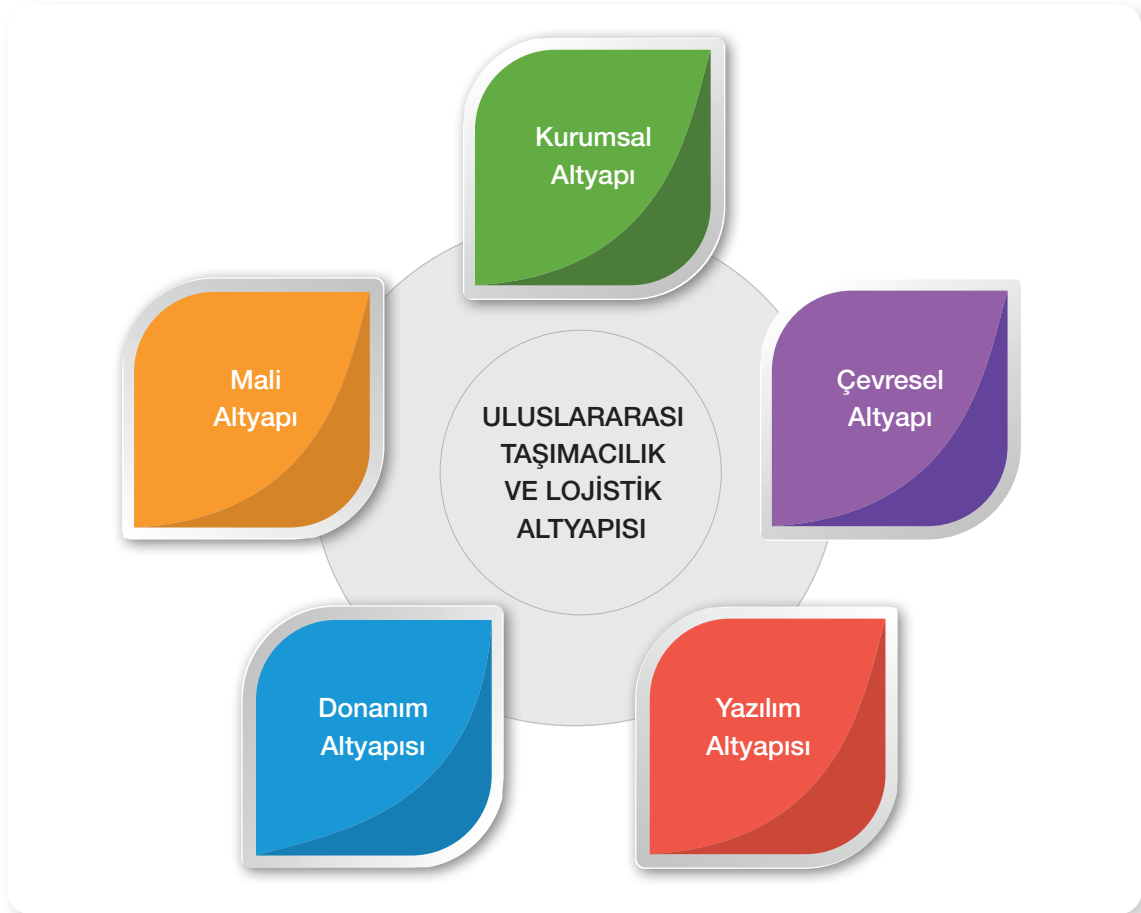 Kurumsal
Altyapı
Mali
Altyapı
Çevresel
Altyapı
ULUSLARARASI
TAŞIMACILIK
VE LOJİSTİK
ALTYAPISI
Donanım
Altyapısı
Yazılım
Altyapısı